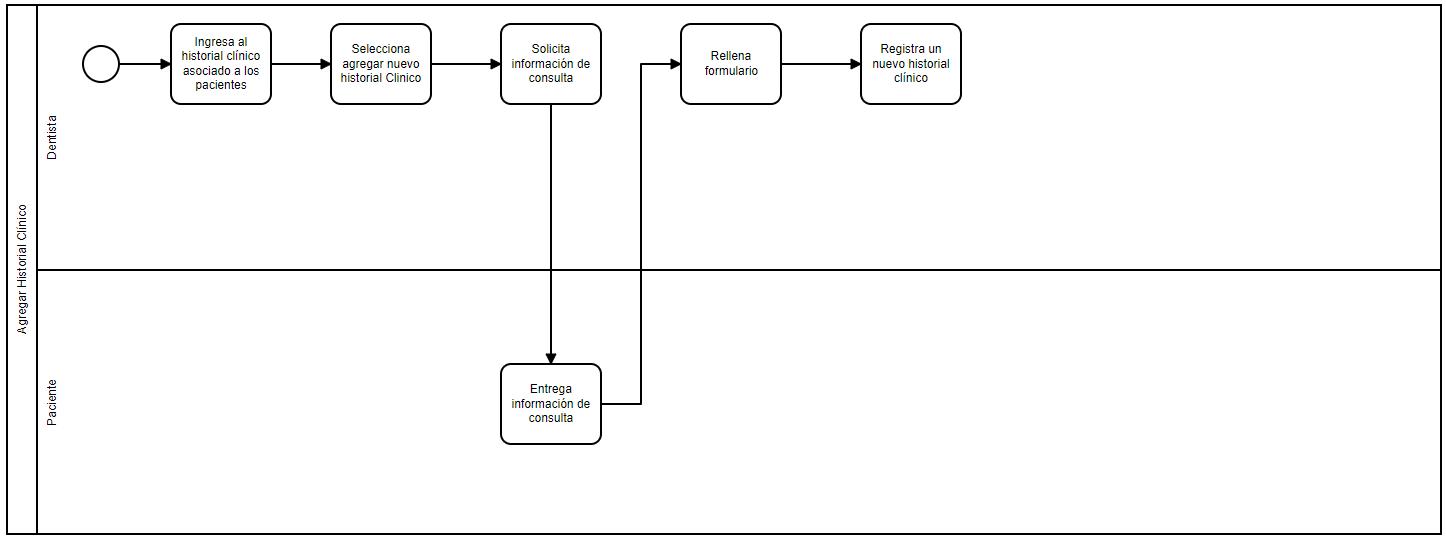 Agregar Historial Clínico
Dentista
Ingresa al
historial clínico
asociado a los
pacientes
Selecciona
agregar nuevo
historial Clinico
Solicita
información de
consulta
Rellena
formulario
Registra un
nuevo historial
clínico
Paciente
Entrega
información de
consulta